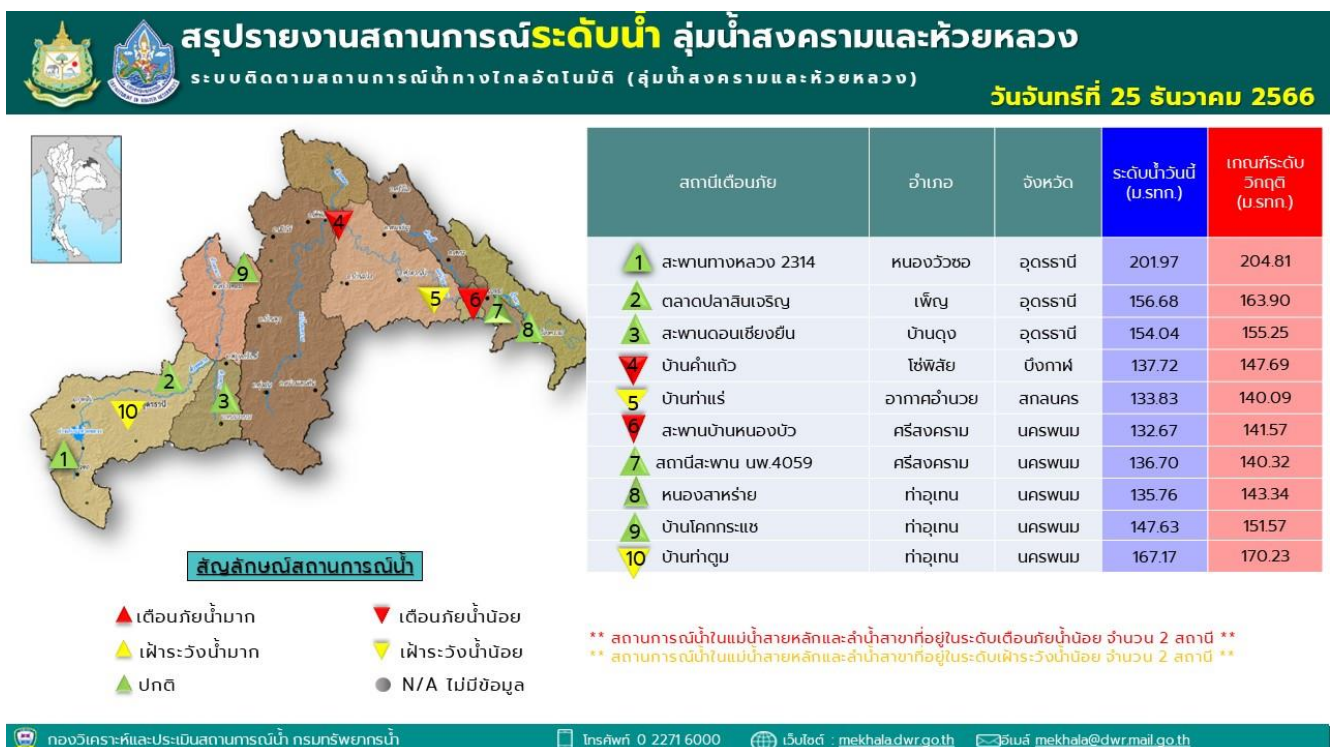 สรุปรายงานสถานการณ์ระดับน้ำ ลุ่มน้ำสงครามและห้วยหลวง
ระบบติดตามสถานการณ์น้ำทางไกลอัตโนมัติ (ลุ่มน้ำสงครามและห้วยหลวง)
วันจันทร์ที่ 25 ธันวาคม 2566
สถานีเตือนภัย อำเภอ จังหวัด ระดับน้ำวันนี้ (ม.รทก.) เกณฑ์ระดับวิกฤติ (ม.รทก.)
1 สะพานทางหลวง 2314 หนองวัวซอ อุดรธานี 201.97 204.81
2 ตลาดปลาสินเจริญ เพ็ญ อุดรธานี 156.68 163.90
3 สะพานดอนเชียงยืน บ้านดุง อุดรธานี 154.04 155.25
4 บ้านคำแก้ว โซ่พิสัย บึงกาฬ 137.72 147.69
5 บ้านท่าแร่ อากาศอำนวย สกลนคร 133.83 140.09
6 สะพานบ้านหนองบัว ศรีสงคราม นครพนม 132.67 141.57
7 สถานีสะพาน นพ.4059 ศรีสงคราม นครพนม 136.70 140.32
8 หนองสาหร่าย ท่าอุเทน นครพนม 135.76 143.34
9 บ้านโคกกระแซ ท่าอุเทน นครพนม 147.63 151.57
10 บ้านท่าตูม ท่าอุเทน นครพนม 167.17 170.23
4
9
5
6
7
8
2
3
10
1
สัญลักษณ์สถานการณ์น้ำ
เตือนภัยน้ำมาก เตือนภัยน้ำน้อย
เฝ้าระวังน้ำมาก เฝ้าระวังน้ำน้อย
ปกติ N/A ไม่มีข้อมูล
** สถานการณ์น้ำในแม่น้ำสายหลักและลำน้ำสาขาที่อยู่ในระดับเตือนภัยน้ำน้อย จำนวน 2 สถานี **
** สถานการณ์น้ำในแม่น้ำสายหลักและลำน้ำสาขาที่อยู่ในระดับเฝ้าระวังน้ำน้อย จำนวน 2 สถานี **
กองวิเคราะห์และประเมินสถานการณ์น้ำ กรมทรัพยากรน้ำ โทรศัพท์ 0 2271 6000 เว็บไซต์ : mekhala.dwr.go.th อีเมล์ mekhala@dwr.mail.go.th